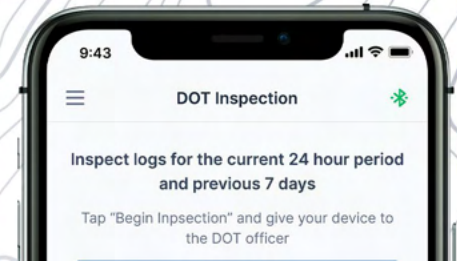 9:43
DOT Inspection
Inspect logs for the current 24 hour period
and previous 7 days
Tap "Begin Inpsection" and give your device to
the DOT officer